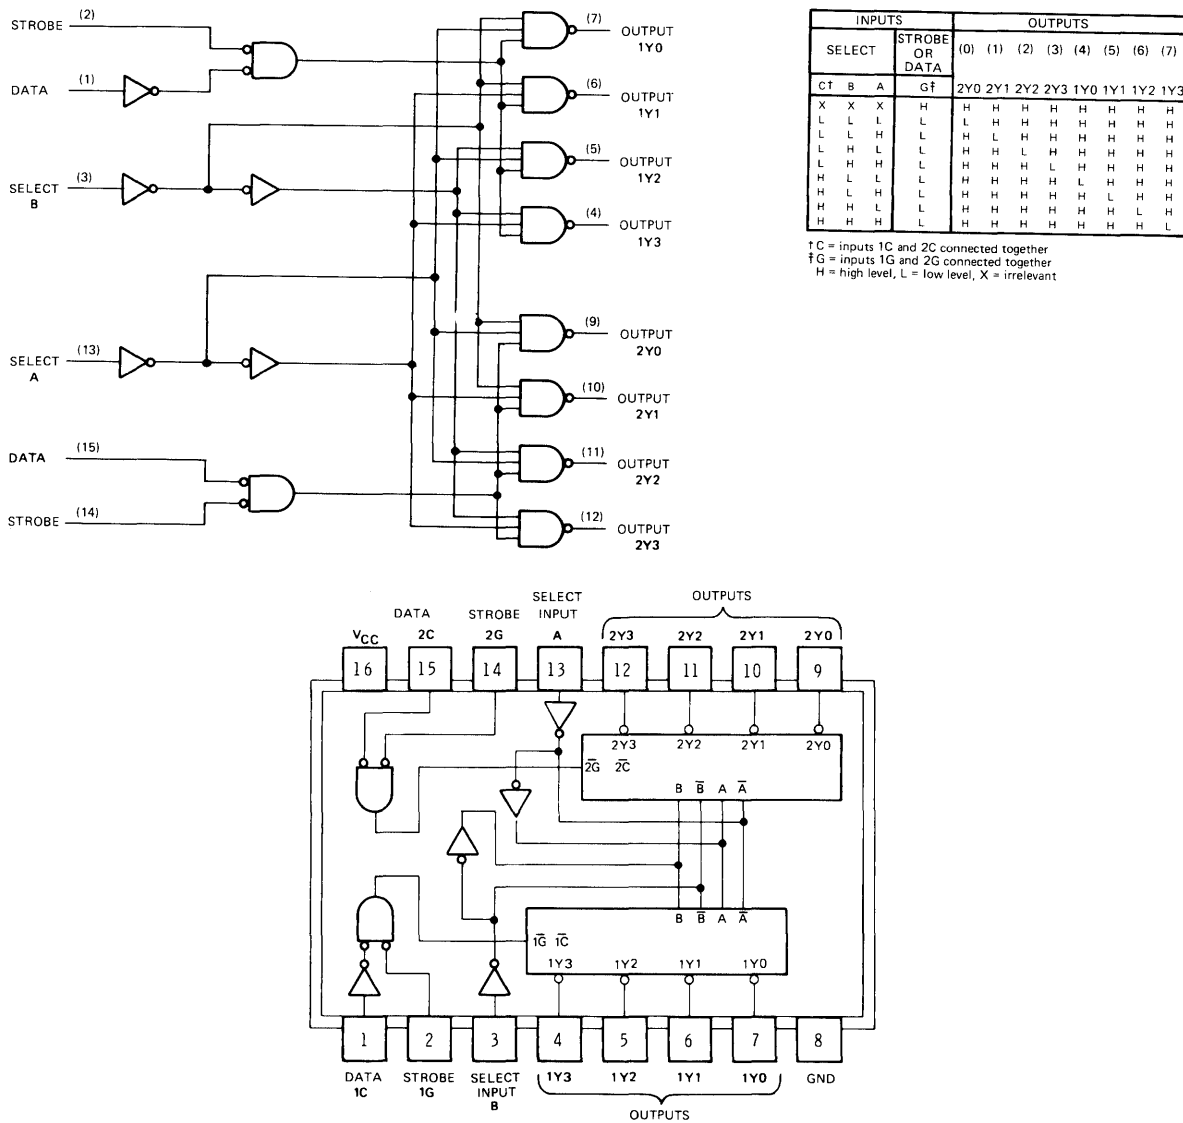 STROBE (2)
DATA (1)
SELECT B (3)
SELECT A (13)
DATA (15)
STROBE (14)
(7) OUTPUT 1Y0
(6) OUTPUT 1Y1
(5) OUTPUT 1Y2
(4) OUTPUT 1Y3
(9) OUTPUT 2Y0
(10) OUTPUT 2Y1
(11) OUTPUT 2Y2
(12) OUTPUT 2Y3
INPUTS OUTPUTS
SELECT STROBE OR DATA (0) (1) (2) (3) (4) (5) (6) (7)
C† B A G‡ 2Y0 2Y1 2Y2 2Y3 1Y0 1Y1 1Y2 1Y3
X X X H H H H H H H H H
L L L L L H H H H H H H
L L H L H L H H H H H H
L H L L H H L H H H H H
L H H L H H H L H H H H
H L L L H H H H L H H H
H L H L H H H H H L H H
H H L L H H H H H H L H
H H H L H H H H H H H L
† C = inputs 1C and 2C connected together
‡ G = inputs 1G and 2G connected together
H = high level, L = low level, X = irrelevant
VCC
DATA 2C
STROBE 2G
SELECT INPUT A
OUTPUTS
2Y3 2Y2 2Y1 2Y0
16 15 14 13 12 11 10 9
2Y3 2Y2 2Y1 2Y0
2G̅ 2C̅
B B̅ A A̅
B B̅ A A̅
1G̅ 1C̅
1Y3 1Y2 1Y1 1Y0
1 2 3 4 5 6 7 8
DATA 1C
STROBE 1G
SELECT INPUT B
1Y3 1Y2 1Y1 1Y0
GND
OUTPUTS